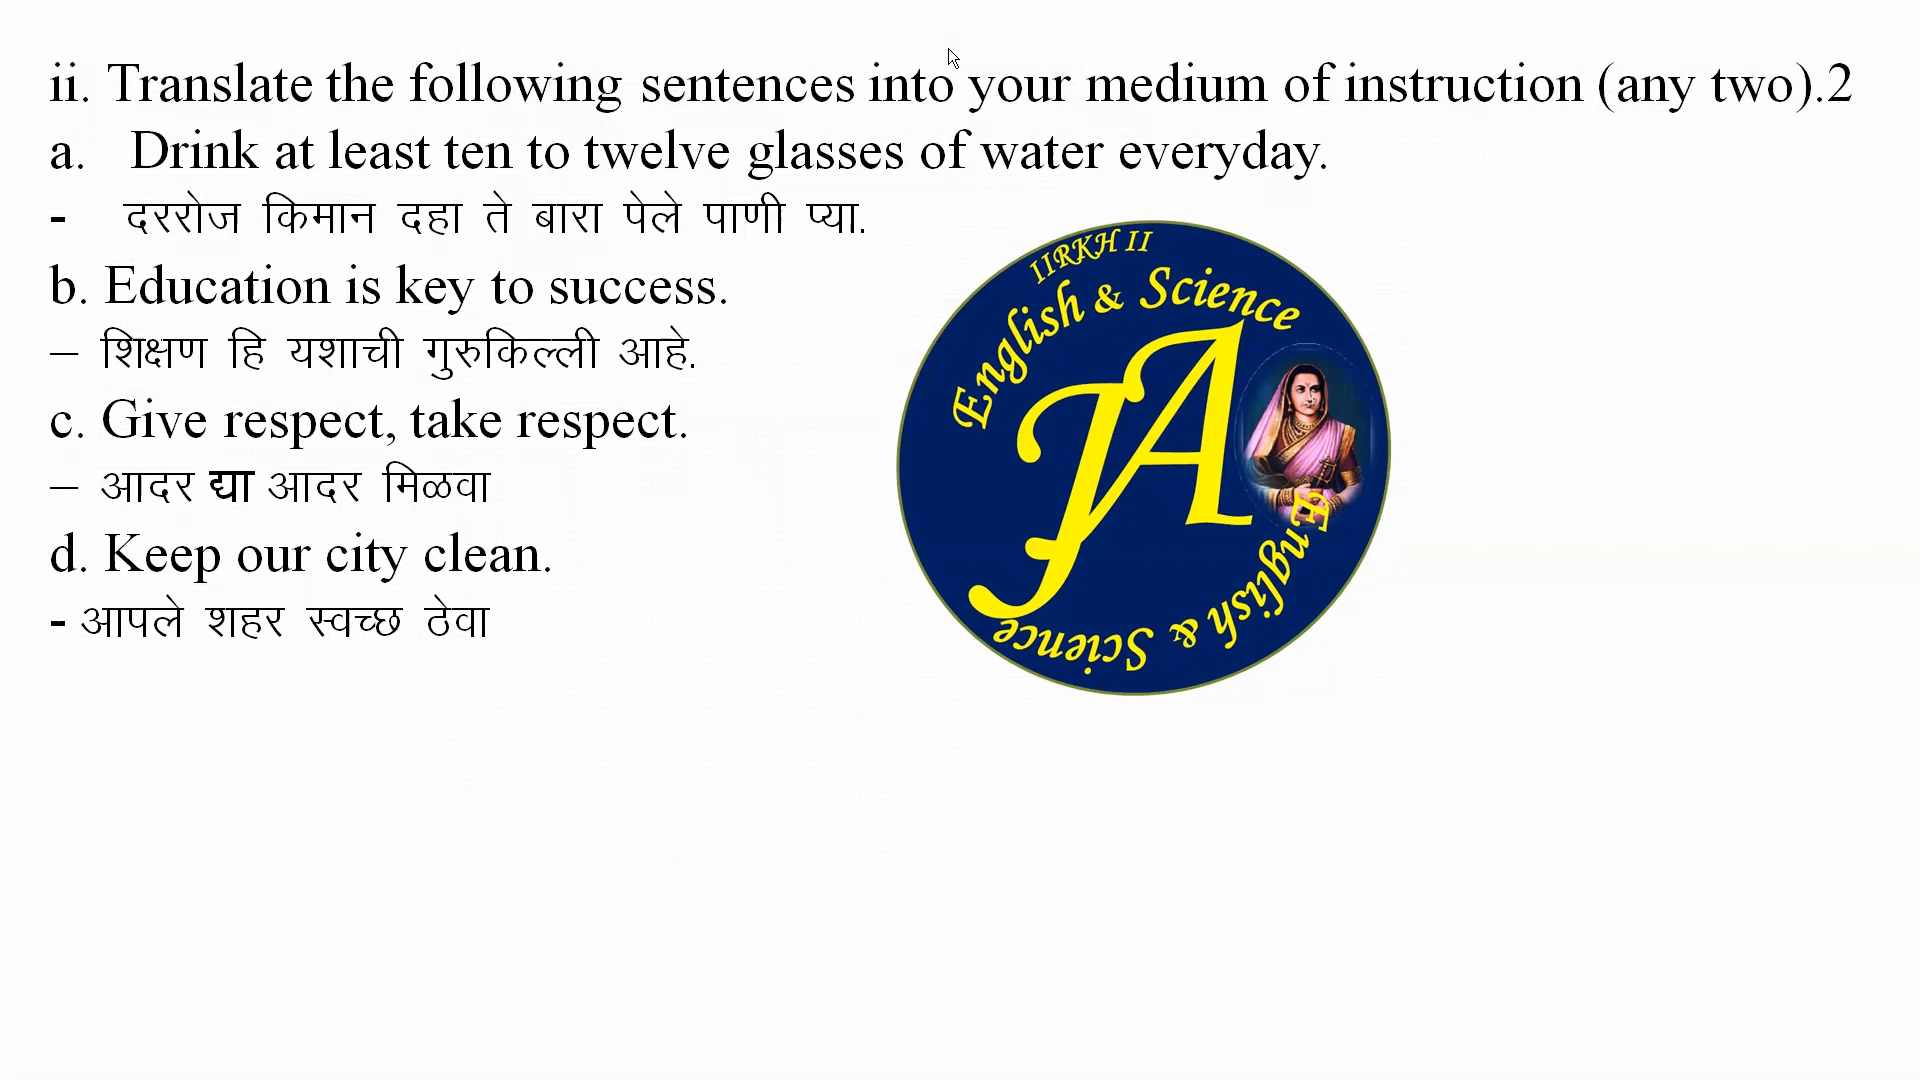 ii. Translate the following sentences into your medium of instruction (any two).2
a. Drink at least ten to twelve glasses of water everyday.
- दररोज किमान दहा ते बारा पेले पाणी प्या.
b. Education is key to success.
– शिक्षण हि यशाची गुरुकिल्ली आहे.
c. Give respect, take respect.
– आदर द्या आदर मिळवा
d. Keep our city clean.
- आपले शहर स्वच्छ ठेवा
IIRKH II
English & Science
JA
English & Science